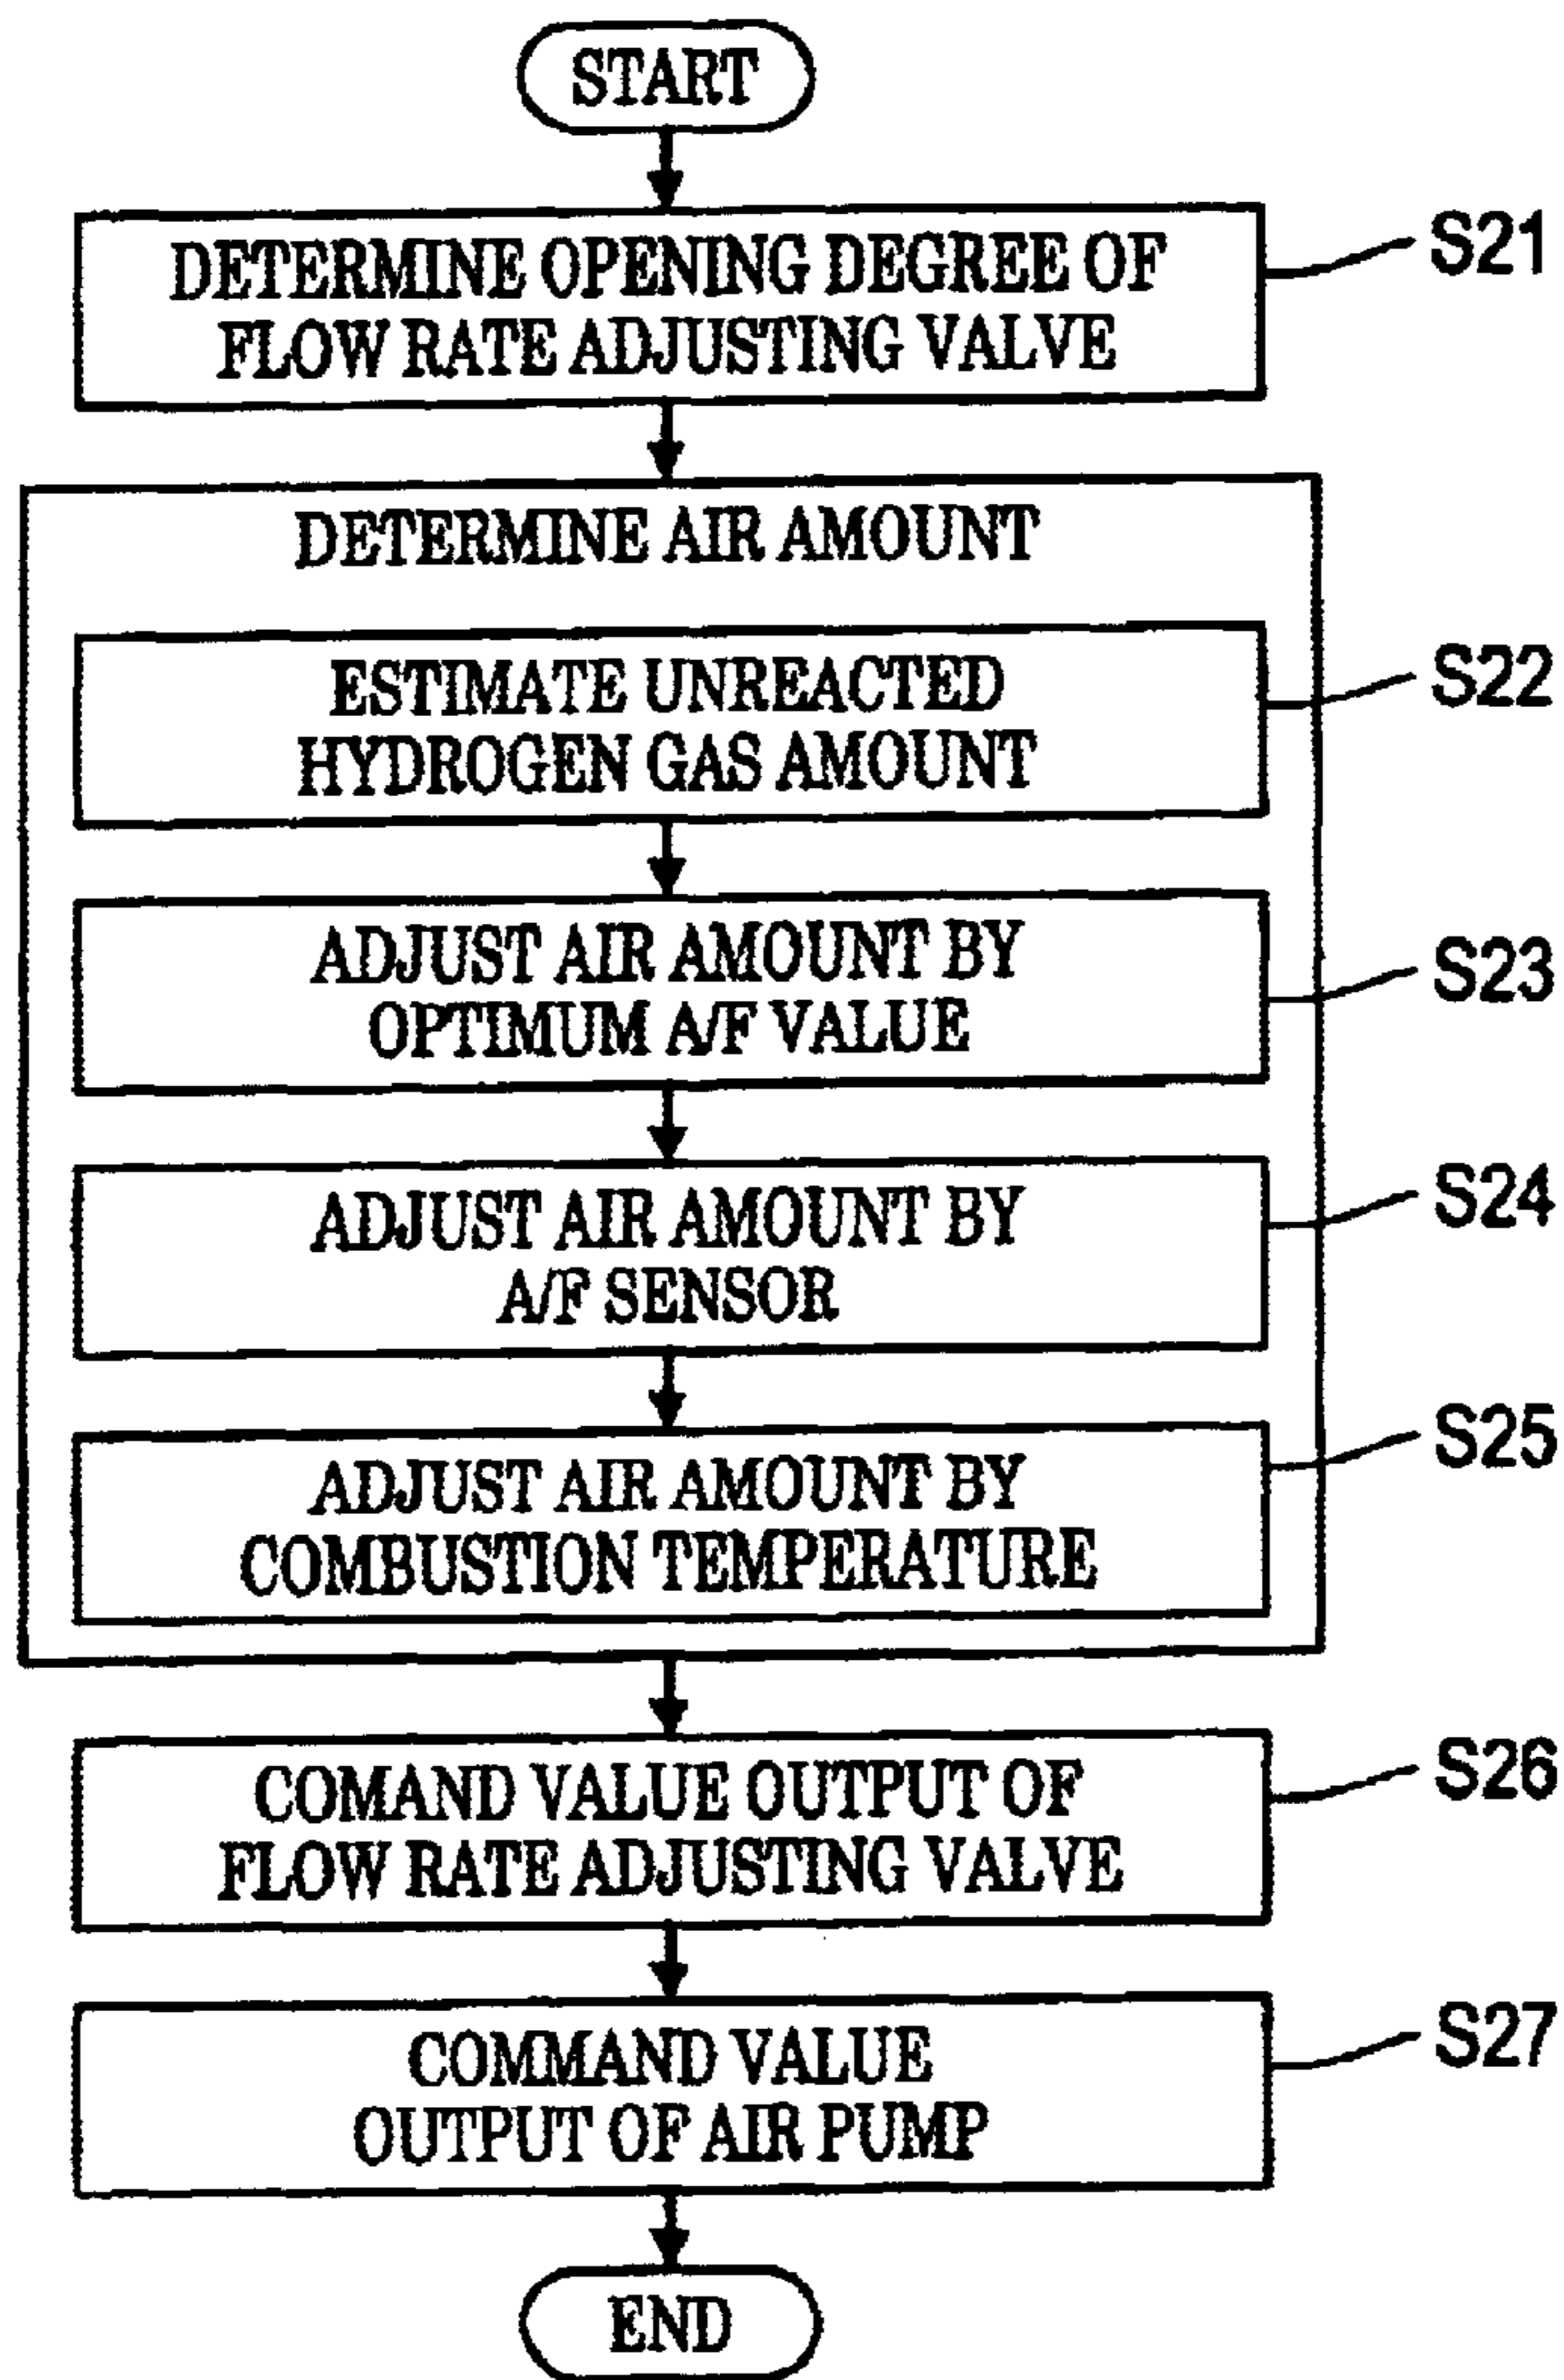 START
DETERMINE OPENING DEGREE OF
FLOW RATE ADJUSTING VALVE
S21
DETERMINE AIR AMOUNT
ESTIMATE UNREACTED
HYDROGEN GAS AMOUNT
S22
ADJUST AIR AMOUNT BY
OPTIMUM A/F VALUE
S23
ADJUST AIR AMOUNT BY
A/F SENSOR
S24
ADJUST AIR AMOUNT BY
COMBUSTION TEMPERATURE
S25
COMAND VALUE OUTPUT OF
FLOW RATE ADJUSTING VALVE
S26
COMMAND VALUE
OUTPUT OF AIR PUMP
S27
END